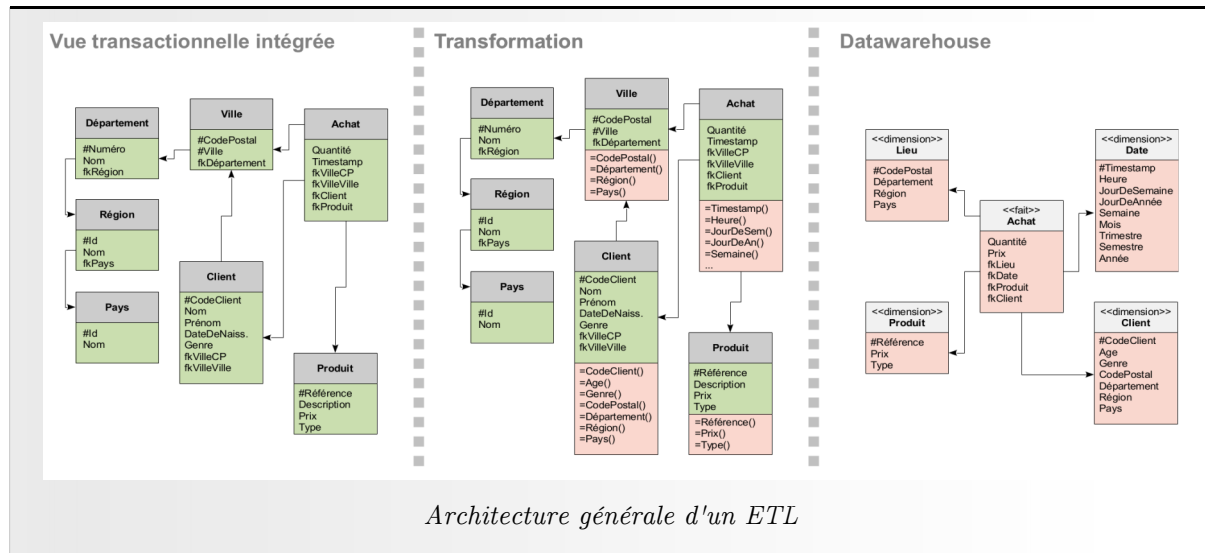 Vue transactionnelle intégrée
Département
#Numéro
Nom
fkRégion
Ville
#CodePostal
#Ville
fkDépartement
Achat
Quantité
Timestamp
fkVilleCP
fkVilleVille
fkClient
fkProduit
Région
#Id
Nom
fkPays
Pays
#Id
Nom
Client
#CodeClient
Nom
Prénom
DateDeNaiss.
Genre
fkVilleCP
fkVilleVille
Produit
#Référence
Description
Prix
Type
Transformation
Département
#Numéro
Nom
fkRégion
Ville
#CodePostal
#Ville
fkDépartement
=CodePostal()
=Département()
=Région()
=Pays()
Achat
Quantité
Timestamp
fkVilleCP
fkVilleVille
fkClient
fkProduit
=Timestamp()
=Heure()
=JourDeSem()
=JourDeAn()
=Semaine()
...
Région
#Id
Nom
fkPays
Pays
#Id
Nom
Client
#CodeClient
Nom
Prénom
DateDeNaiss.
Genre
fkVilleCP
fkVilleVille
=CodeClient()
=Age()
=Genre()
=CodePostal()
=Département()
=Région()
=Pays()
Produit
#Référence
Description
Prix
Type
=Référence()
=Prix()
=Type()
Datawarehouse
<<dimension>>
Lieu
#CodePostal
Département
Région
Pays
<<dimension>>
Date
#Timestamp
Heure
JourDeSemaine
JourDeAnnée
Semaine
Mois
Trimestre
Semestre
Année
<<fait>>
Achat
Quantité
Prix
fkLieu
fkDate
fkProduit
fkClient
<<dimension>>
Produit
#Référence
Prix
Type
<<dimension>>
Client
#CodeClient
Age
Genre
CodePostal
Département
Région
Pays
Architecture générale d'un ETL